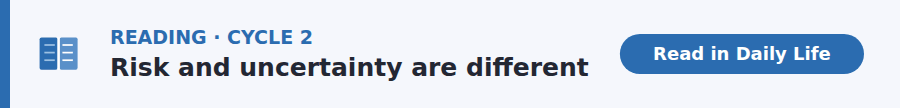 READING · CYCLE 2
Risk and uncertainty are different
Read in Daily Life